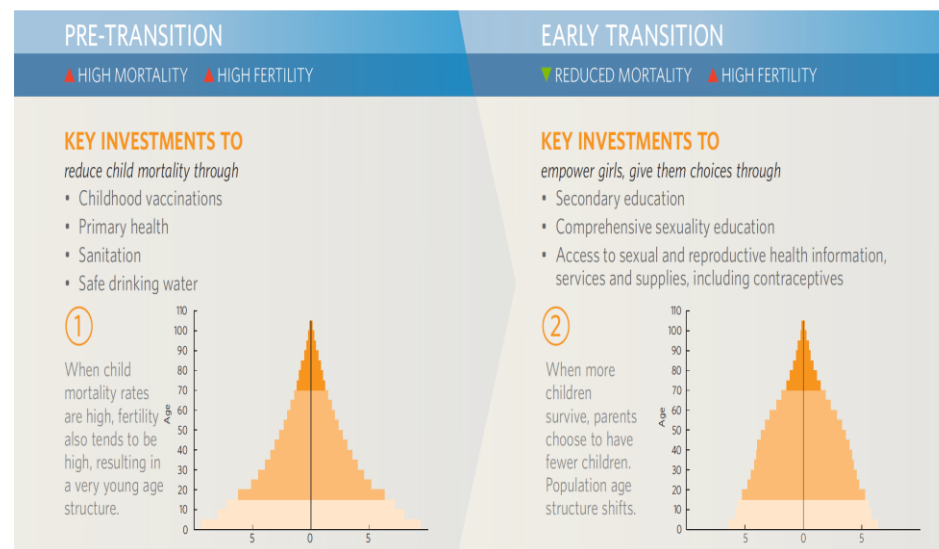 PRE-TRANSITION
▲HIGH MORTALITY ▲HIGH FERTILITY
KEY INVESTMENTS TO
reduce child mortality through
• Childhood vaccinations
• Primary health
• Sanitation
• Safe drinking water
1
When child
mortality rates
are high, fertility
also tends to be
high, resulting in
a very young age
structure.
Age
110
100
90
80
70
60
50
40
30
20
10
0
5 0 5
EARLY TRANSITION
▼REDUCED MORTALITY ▲HIGH FERTILITY
KEY INVESTMENTS TO
empower girls, give them choices through
• Secondary education
• Comprehensive sexuality education
• Access to sexual and reproductive health information,
services and supplies, including contraceptives
2
When more
children
survive, parents
choose to have
fewer children.
Population age
structure shifts.
Age
110
100
90
80
70
60
50
40
30
20
10
0
5 0 5